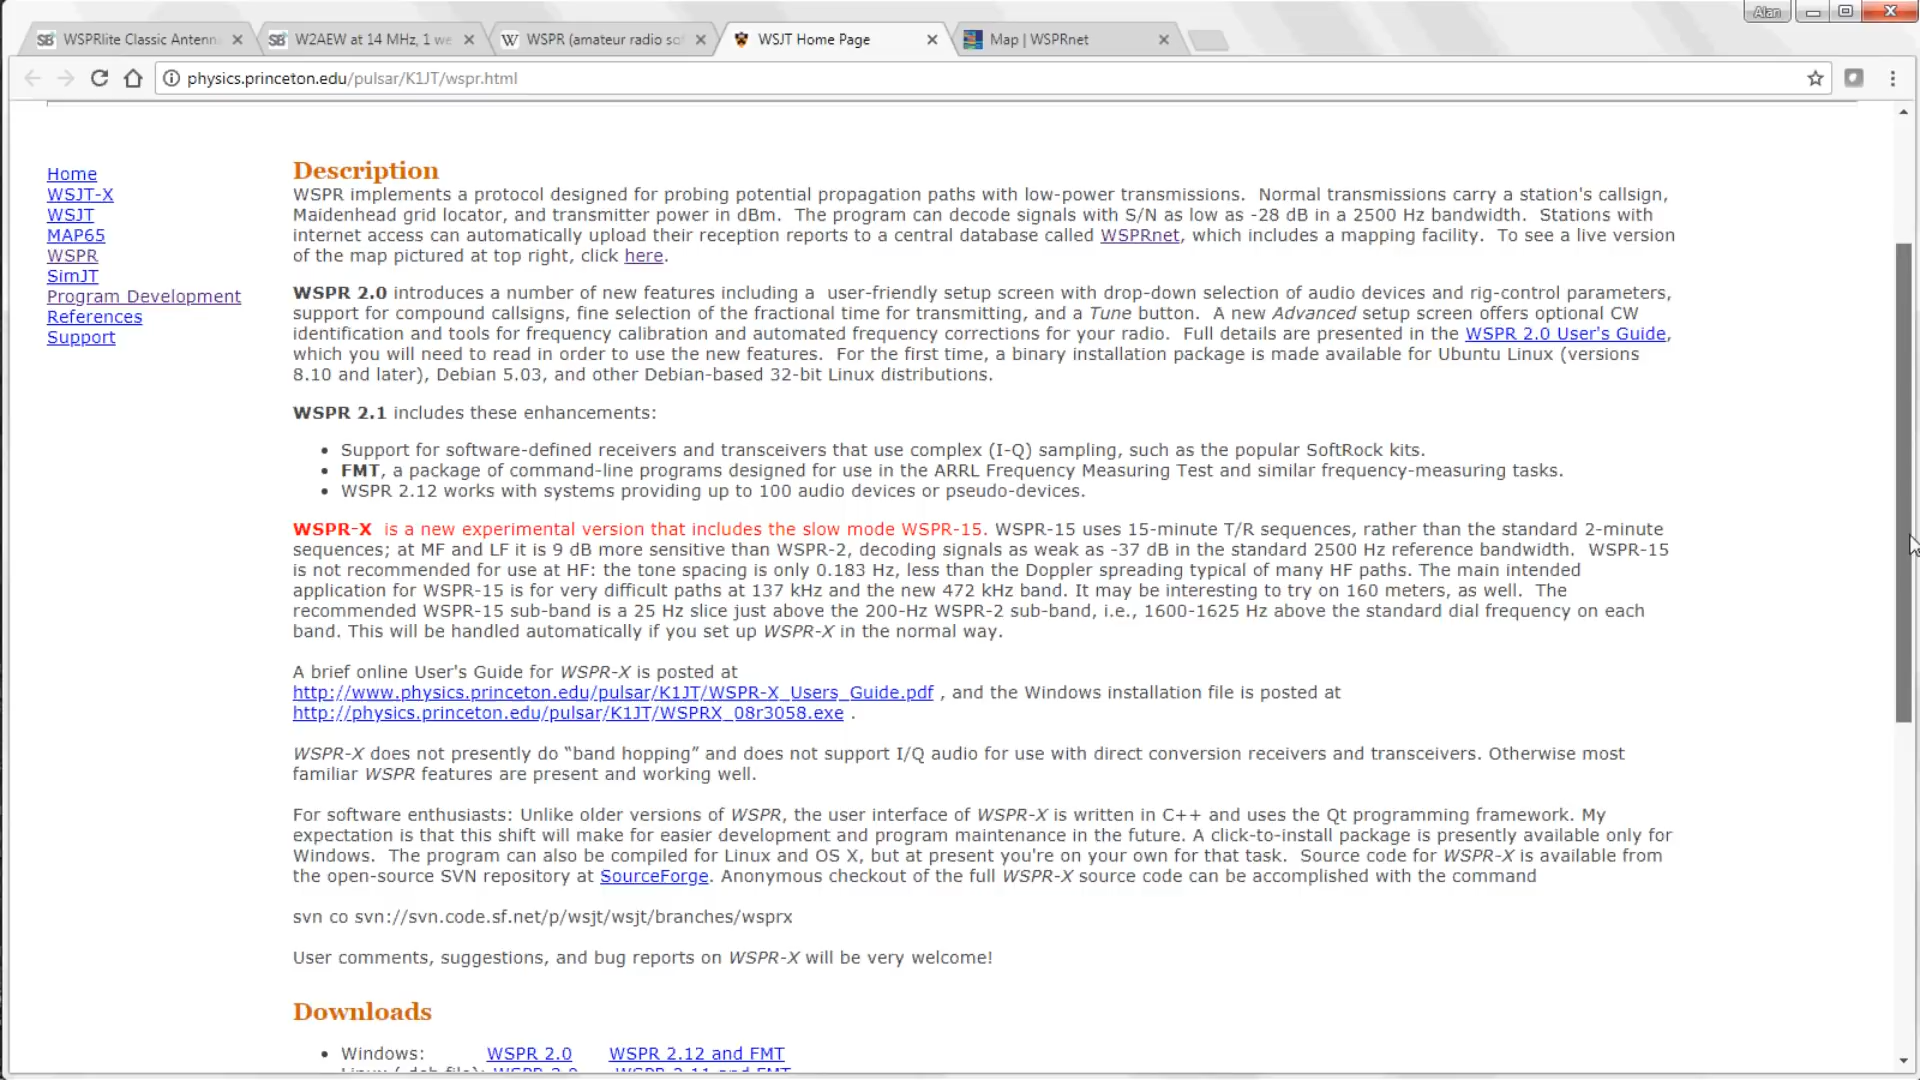 Alan
WSPRlite Classic Antenn
W2AEW at 14 MHz, 1 we
WSPR (amateur radio so
WSJT Home Page
Map | WSPRnet
physics.princeton.edu/pulsar/K1JT/wspr.html
Home
WSJT-X
WSJT
MAP65
WSPR
SimJT
Program Development
References
Support
Description
WSPR implements a protocol designed for probing potential propagation paths with low-power transmissions. Normal transmissions carry a station's callsign,
Maidenhead grid locator, and transmitter power in dBm. The program can decode signals with S/N as low as -28 dB in a 2500 Hz bandwidth. Stations with
internet access can automatically upload their reception reports to a central database called WSPRnet, which includes a mapping facility. To see a live version
of the map pictured at top right, click here.
WSPR 2.0 introduces a number of new features including a user-friendly setup screen with drop-down selection of audio devices and rig-control parameters,
support for compound callsigns, fine selection of the fractional time for transmitting, and a Tune button. A new Advanced setup screen offers optional CW
identification and tools for frequency calibration and automated frequency corrections for your radio. Full details are presented in the WSPR 2.0 User's Guide,
which you will need to read in order to use the new features. For the first time, a binary installation package is made available for Ubuntu Linux (versions
8.10 and later), Debian 5.03, and other Debian-based 32-bit Linux distributions.
WSPR 2.1 includes these enhancements:
• Support for software-defined receivers and transceivers that use complex (I-Q) sampling, such as the popular SoftRock kits.
• FMT, a package of command-line programs designed for use in the ARRL Frequency Measuring Test and similar frequency-measuring tasks.
• WSPR 2.12 works with systems providing up to 100 audio devices or pseudo-devices.
WSPR-X is a new experimental version that includes the slow mode WSPR-15. WSPR-15 uses 15-minute T/R sequences, rather than the standard 2-minute
sequences; at MF and LF it is 9 dB more sensitive than WSPR-2, decoding signals as weak as -37 dB in the standard 2500 Hz reference bandwidth. WSPR-15
is not recommended for use at HF: the tone spacing is only 0.183 Hz, less than the Doppler spreading typical of many HF paths. The main intended
application for WSPR-15 is for very difficult paths at 137 kHz and the new 472 kHz band. It may be interesting to try on 160 meters, as well. The
recommended WSPR-15 sub-band is a 25 Hz slice just above the 200-Hz WSPR-2 sub-band, i.e., 1600-1625 Hz above the standard dial frequency on each
band. This will be handled automatically if you set up WSPR-X in the normal way.
A brief online User's Guide for WSPR-X is posted at
http://www.physics.princeton.edu/pulsar/K1JT/WSPR-X_Users_Guide.pdf , and the Windows installation file is posted at
http://physics.princeton.edu/pulsar/K1JT/WSPRX_08r3058.exe .
WSPR-X does not presently do “band hopping” and does not support I/Q audio for use with direct conversion receivers and transceivers. Otherwise most
familiar WSPR features are present and working well.
For software enthusiasts: Unlike older versions of WSPR, the user interface of WSPR-X is written in C++ and uses the Qt programming framework. My
expectation is that this shift will make for easier development and program maintenance in the future. A click-to-install package is presently available only for
Windows. The program can also be compiled for Linux and OS X, but at present you're on your own for that task. Source code for WSPR-X is available from
the open-source SVN repository at SourceForge. Anonymous checkout of the full WSPR-X source code can be accomplished with the command
svn co svn://svn.code.sf.net/p/wsjt/wsjt/branches/wsprx
User comments, suggestions, and bug reports on WSPR-X will be very welcome!
Downloads
• Windows: WSPR 2.0 WSPR 2.12 and FMT